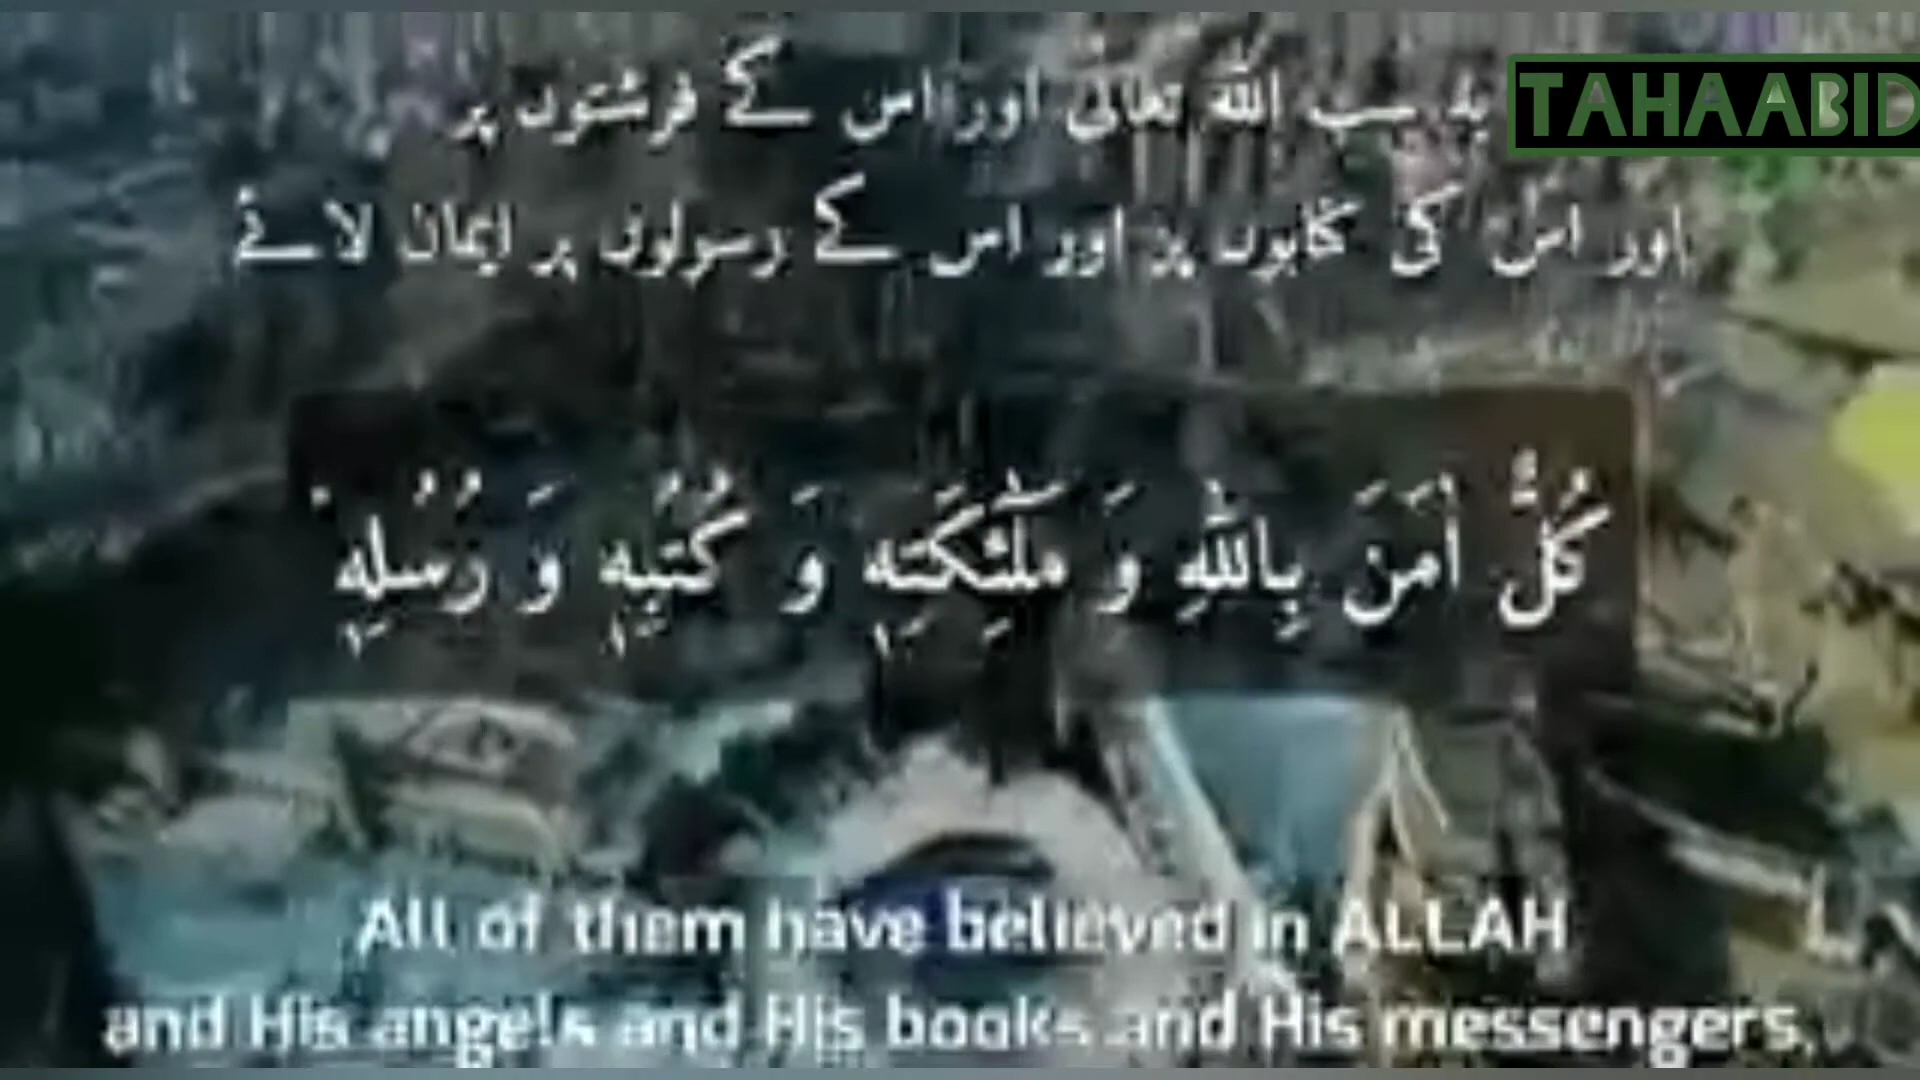 TAHAABID
یہ سب اللہ تعالیٰ اور اس کے فرشتوں پر
اور اس کی کتابوں پر اور اس کے رسولوں پر ایمان لائے
كُلٌّ اٰمَنَ بِاللّٰهِ وَ مَلٰٓىٕكَتِهٖ وَ كُتُبِهٖ وَ رُسُلِهٖ۫
All of them have believed in ALLAH
and His angels and His books and His messengers,